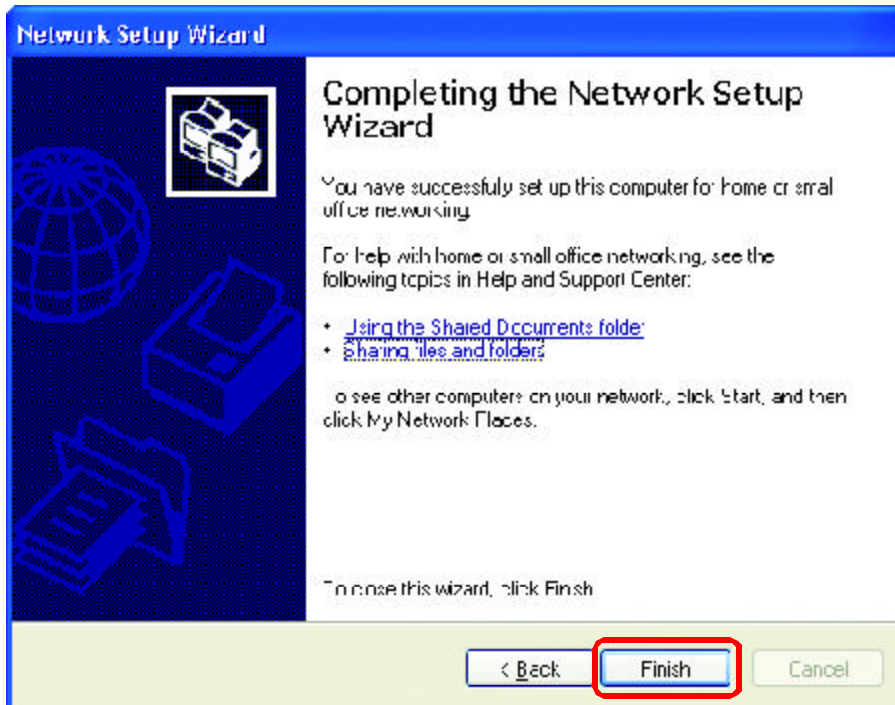 Network Setup Wizard
Completing the Network Setup
Wizard
You have successfully set up this computer for home or small
office networking.
For help with home or small office networking, see the
following topics in Help and Support Center:
• Using the Shared Documents folder
• Sharing files and folders
To see other computers on your network, click Start, and then
click My Network Places.
To close this wizard, click Finish
< Back
Finish
Cancel